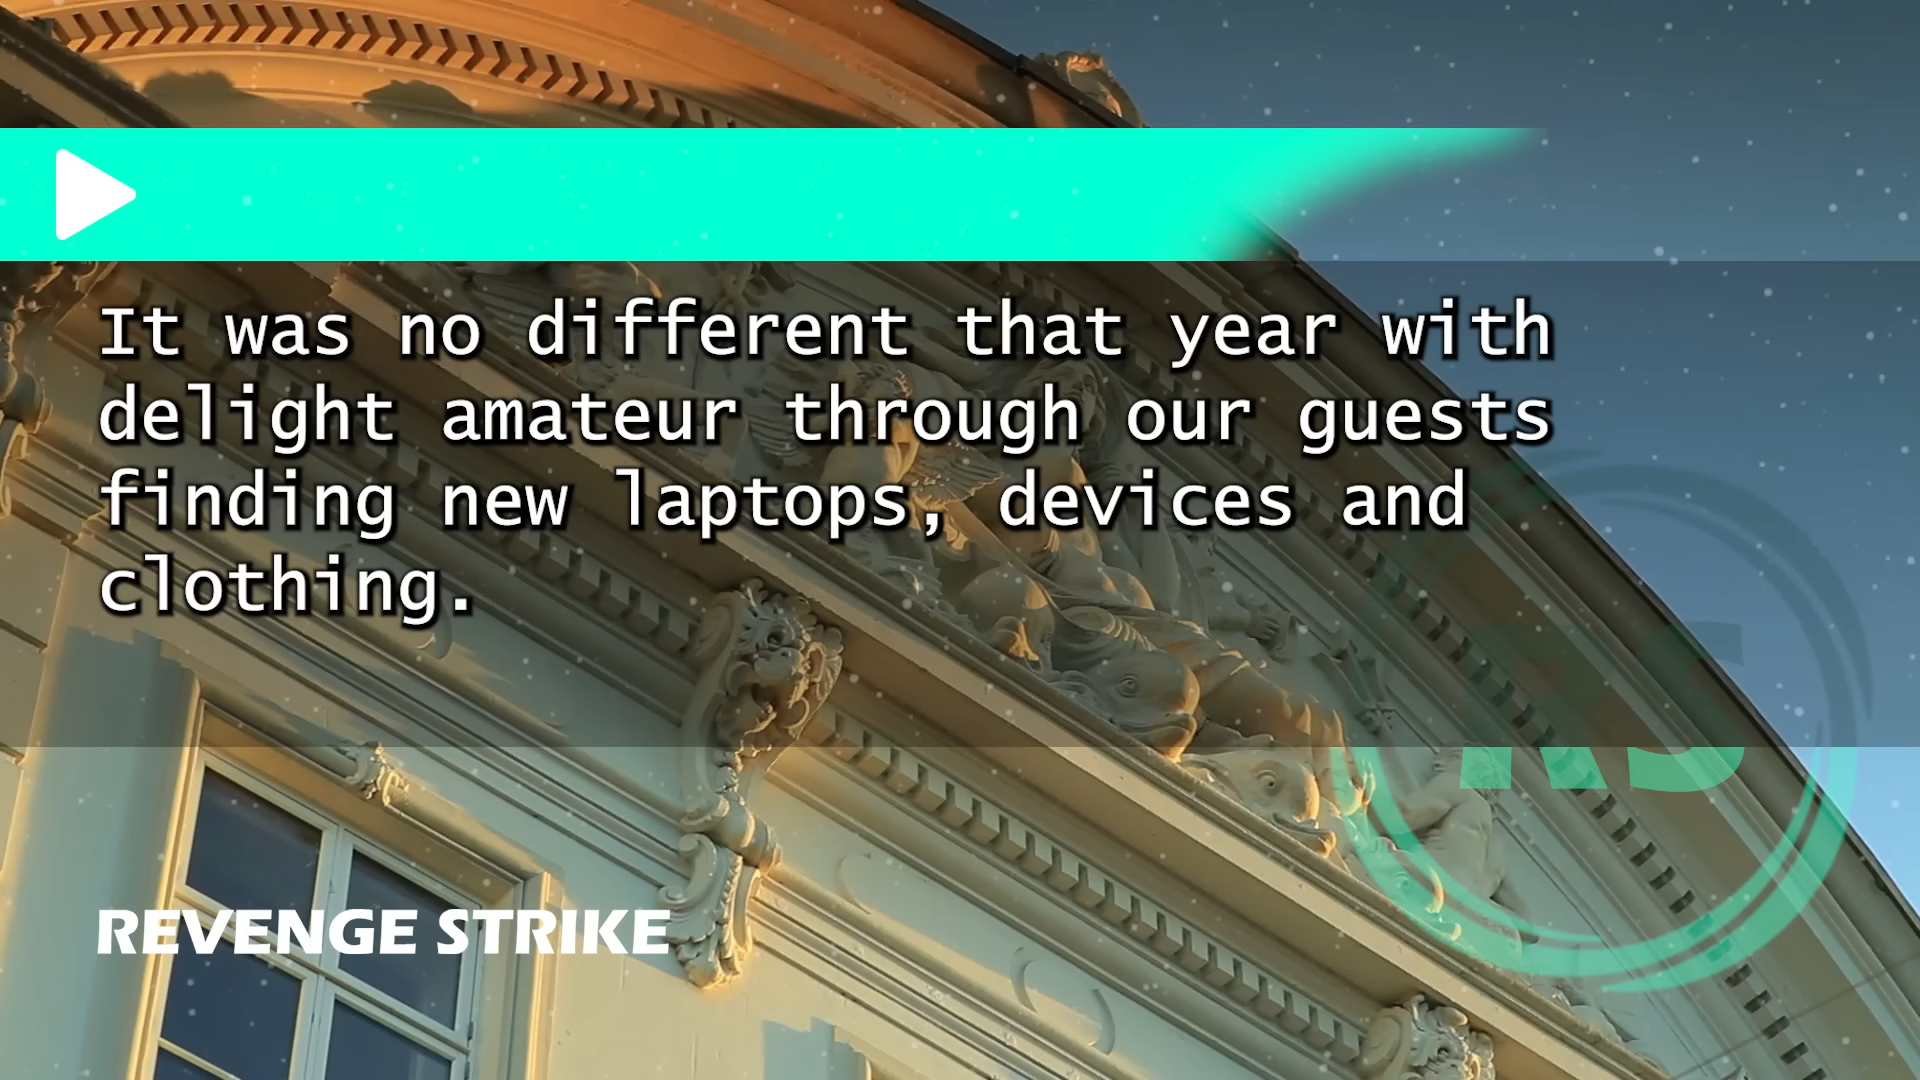 It was no different that year with
delight amateur through our guests
finding new laptops, devices and
clothing.
RS
REVENGE STRIKE